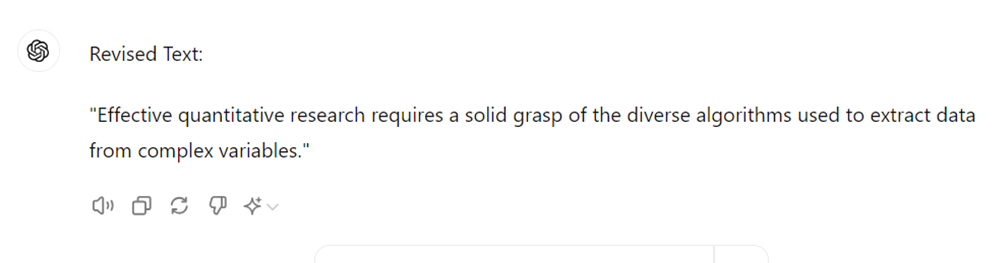 Revised Text:
"Effective quantitative research requires a solid grasp of the diverse algorithms used to extract data
from complex variables."